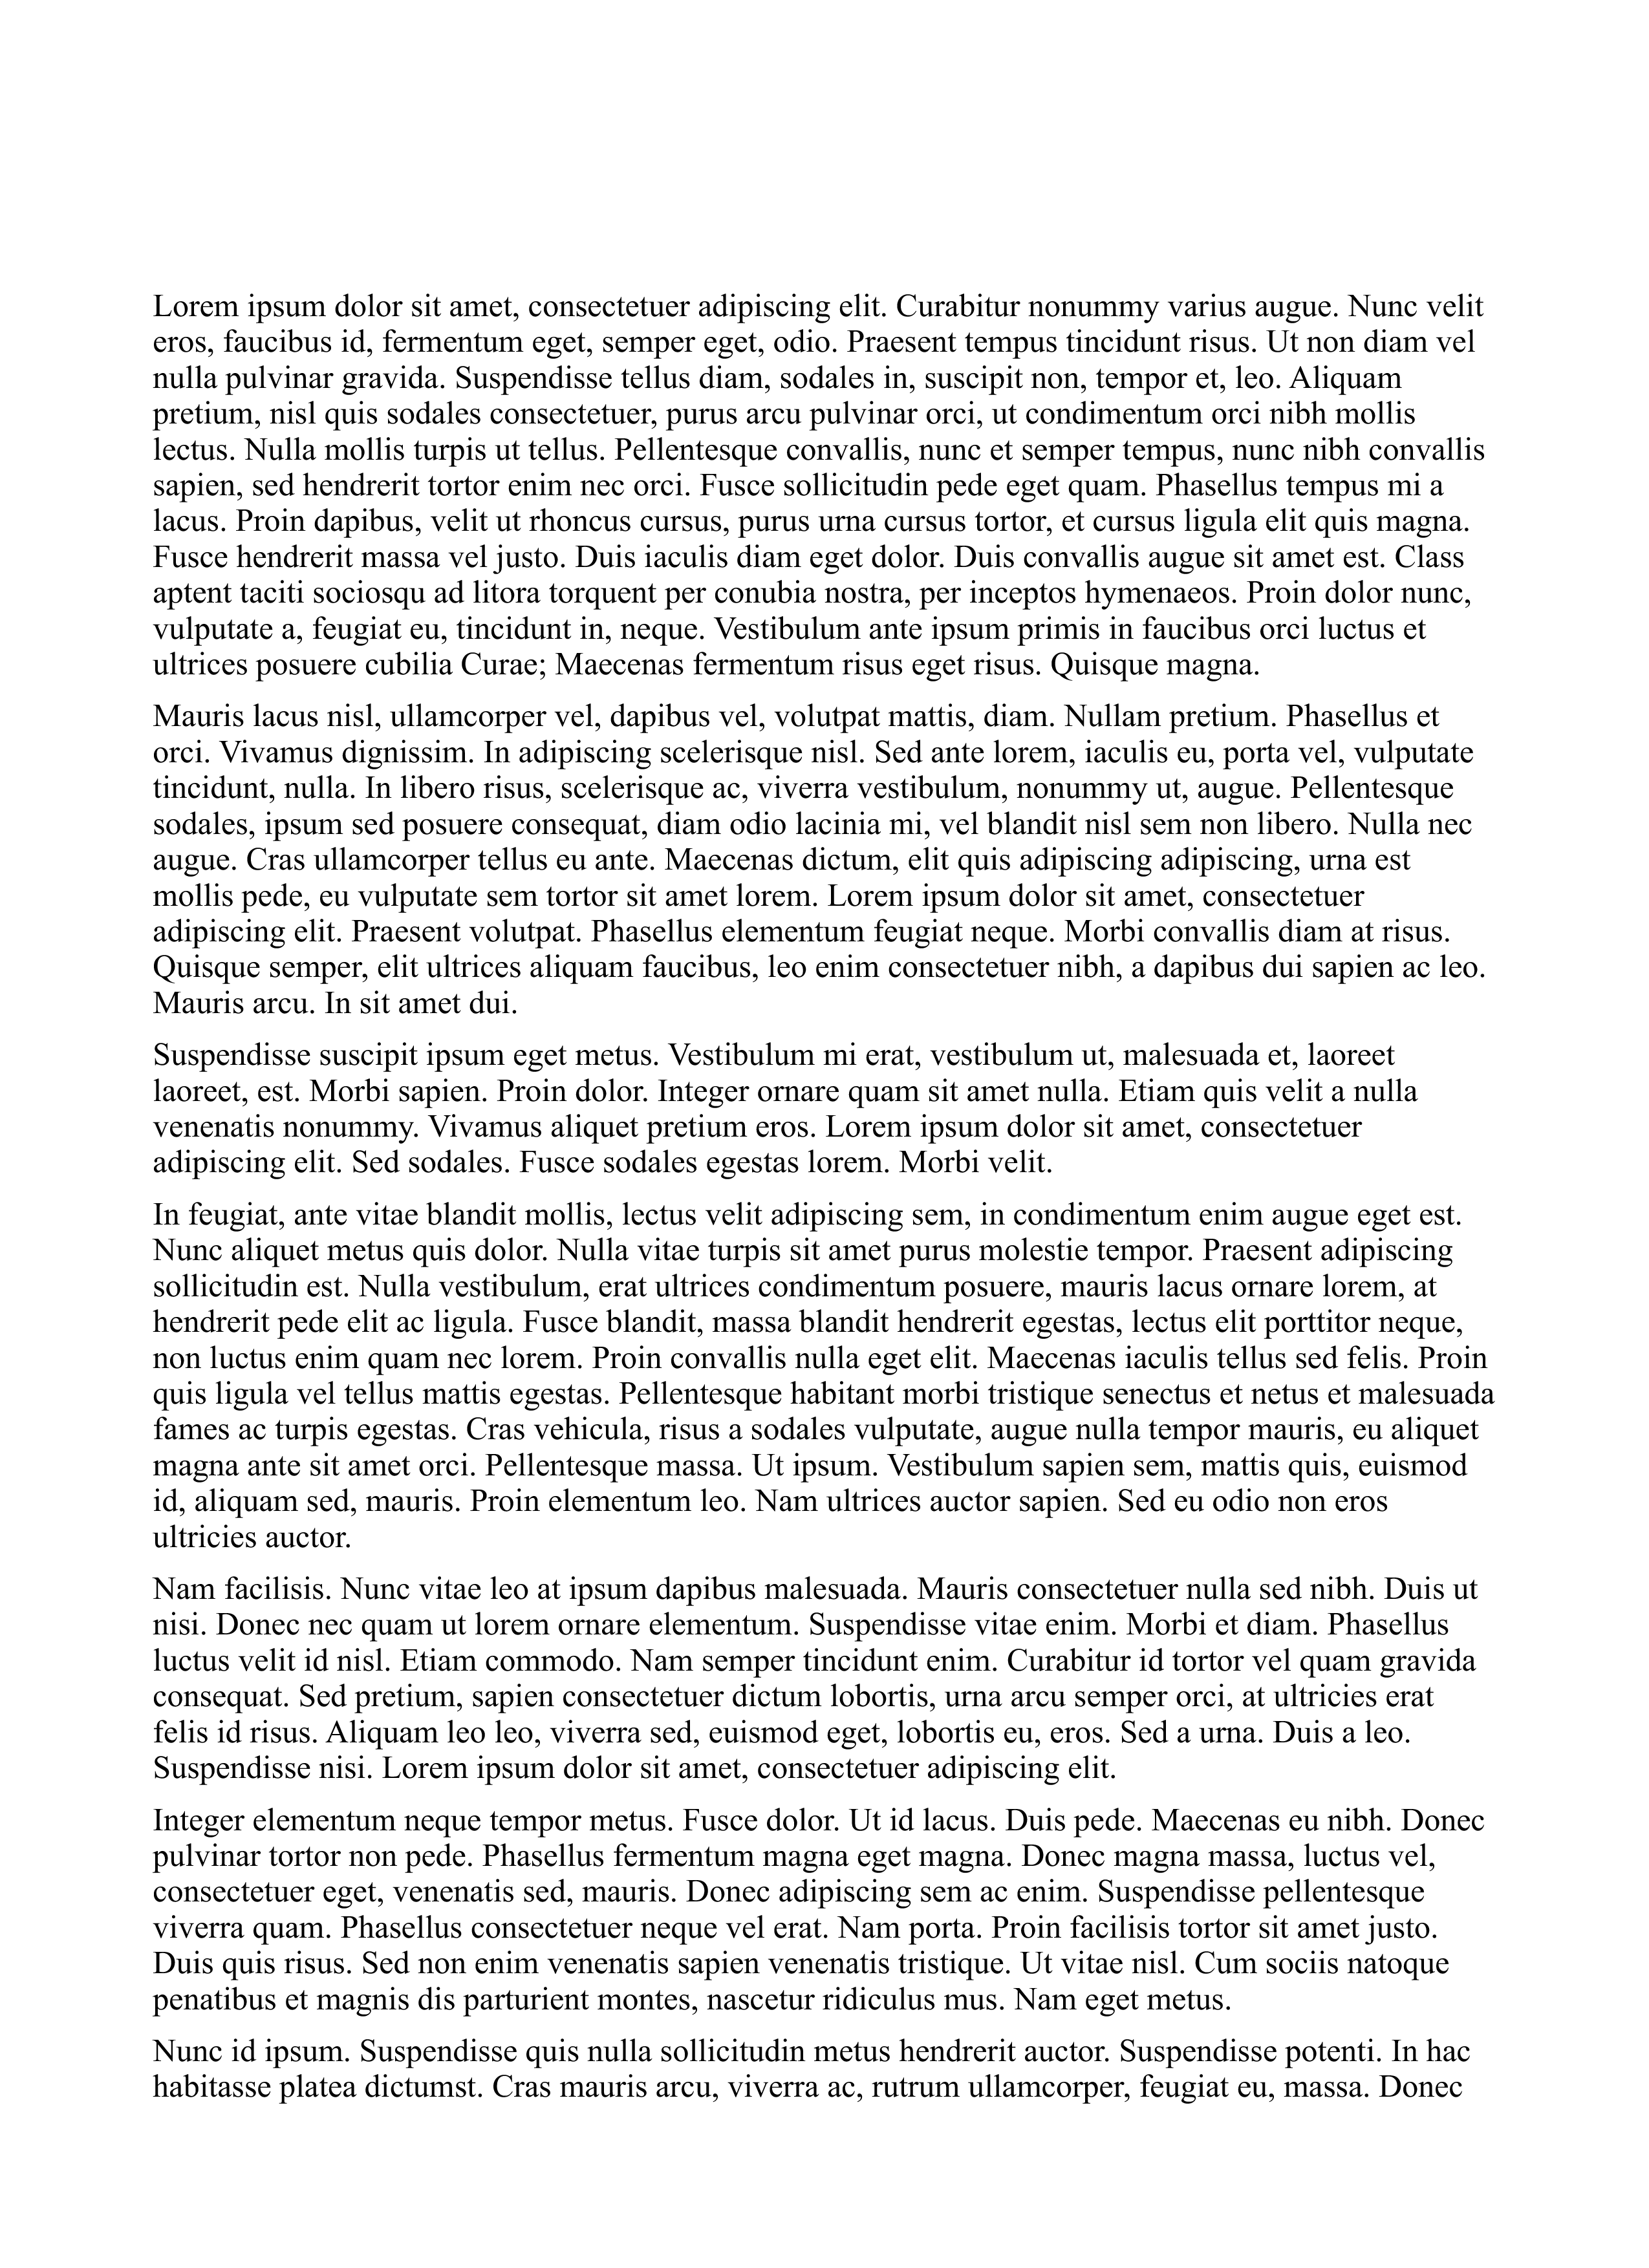 Lorem ipsum dolor sit amet, consectetuer adipiscing elit. Curabitur nonummy varius augue. Nunc velit
eros, faucibus id, fermentum eget, semper eget, odio. Praesent tempus tincidunt risus. Ut non diam vel
nulla pulvinar gravida. Suspendisse tellus diam, sodales in, suscipit non, tempor et, leo. Aliquam
pretium, nisl quis sodales consectetuer, purus arcu pulvinar orci, ut condimentum orci nibh mollis
lectus. Nulla mollis turpis ut tellus. Pellentesque convallis, nunc et semper tempus, nunc nibh convallis
sapien, sed hendrerit tortor enim nec orci. Fusce sollicitudin pede eget quam. Phasellus tempus mi a
lacus. Proin dapibus, velit ut rhoncus cursus, purus urna cursus tortor, et cursus ligula elit quis magna.
Fusce hendrerit massa vel justo. Duis iaculis diam eget dolor. Duis convallis augue sit amet est. Class
aptent taciti sociosqu ad litora torquent per conubia nostra, per inceptos hymenaeos. Proin dolor nunc,
vulputate a, feugiat eu, tincidunt in, neque. Vestibulum ante ipsum primis in faucibus orci luctus et
ultrices posuere cubilia Curae; Maecenas fermentum risus eget risus. Quisque magna.
Mauris lacus nisl, ullamcorper vel, dapibus vel, volutpat mattis, diam. Nullam pretium. Phasellus et
orci. Vivamus dignissim. In adipiscing scelerisque nisl. Sed ante lorem, iaculis eu, porta vel, vulputate
tincidunt, nulla. In libero risus, scelerisque ac, viverra vestibulum, nonummy ut, augue. Pellentesque
sodales, ipsum sed posuere consequat, diam odio lacinia mi, vel blandit nisl sem non libero. Nulla nec
augue. Cras ullamcorper tellus eu ante. Maecenas dictum, elit quis adipiscing adipiscing, urna est
mollis pede, eu vulputate sem tortor sit amet lorem. Lorem ipsum dolor sit amet, consectetuer
adipiscing elit. Praesent volutpat. Phasellus elementum feugiat neque. Morbi convallis diam at risus.
Quisque semper, elit ultrices aliquam faucibus, leo enim consectetuer nibh, a dapibus dui sapien ac leo.
Mauris arcu. In sit amet dui.
Suspendisse suscipit ipsum eget metus. Vestibulum mi erat, vestibulum ut, malesuada et, laoreet
laoreet, est. Morbi sapien. Proin dolor. Integer ornare quam sit amet nulla. Etiam quis velit a nulla
venenatis nonummy. Vivamus aliquet pretium eros. Lorem ipsum dolor sit amet, consectetuer
adipiscing elit. Sed sodales. Fusce sodales egestas lorem. Morbi velit.
In feugiat, ante vitae blandit mollis, lectus velit adipiscing sem, in condimentum enim augue eget est.
Nunc aliquet metus quis dolor. Nulla vitae turpis sit amet purus molestie tempor. Praesent adipiscing
sollicitudin est. Nulla vestibulum, erat ultrices condimentum posuere, mauris lacus ornare lorem, at
hendrerit pede elit ac ligula. Fusce blandit, massa blandit hendrerit egestas, lectus elit porttitor neque,
non luctus enim quam nec lorem. Proin convallis nulla eget elit. Maecenas iaculis tellus sed felis. Proin
quis ligula vel tellus mattis egestas. Pellentesque habitant morbi tristique senectus et netus et malesuada
fames ac turpis egestas. Cras vehicula, risus a sodales vulputate, augue nulla tempor mauris, eu aliquet
magna ante sit amet orci. Pellentesque massa. Ut ipsum. Vestibulum sapien sem, mattis quis, euismod
id, aliquam sed, mauris. Proin elementum leo. Nam ultrices auctor sapien. Sed eu odio non eros
ultricies auctor.
Nam facilisis. Nunc vitae leo at ipsum dapibus malesuada. Mauris consectetuer nulla sed nibh. Duis ut
nisi. Donec nec quam ut lorem ornare elementum. Suspendisse vitae enim. Morbi et diam. Phasellus
luctus velit id nisl. Etiam commodo. Nam semper tincidunt enim. Curabitur id tortor vel quam gravida
consequat. Sed pretium, sapien consectetuer dictum lobortis, urna arcu semper orci, at ultricies erat
felis id risus. Aliquam leo leo, viverra sed, euismod eget, lobortis eu, eros. Sed a urna. Duis a leo.
Suspendisse nisi. Lorem ipsum dolor sit amet, consectetuer adipiscing elit.
Integer elementum neque tempor metus. Fusce dolor. Ut id lacus. Duis pede. Maecenas eu nibh. Donec
pulvinar tortor non pede. Phasellus fermentum magna eget magna. Donec magna massa, luctus vel,
consectetuer eget, venenatis sed, mauris. Donec adipiscing sem ac enim. Suspendisse pellentesque
viverra quam. Phasellus consectetuer neque vel erat. Nam porta. Proin facilisis tortor sit amet justo.
Duis quis risus. Sed non enim venenatis sapien venenatis tristique. Ut vitae nisl. Cum sociis natoque
penatibus et magnis dis parturient montes, nascetur ridiculus mus. Nam eget metus.
Nunc id ipsum. Suspendisse quis nulla sollicitudin metus hendrerit auctor. Suspendisse potenti. In hac
habitasse platea dictumst. Cras mauris arcu, viverra ac, rutrum ullamcorper, feugiat eu, massa. Donec